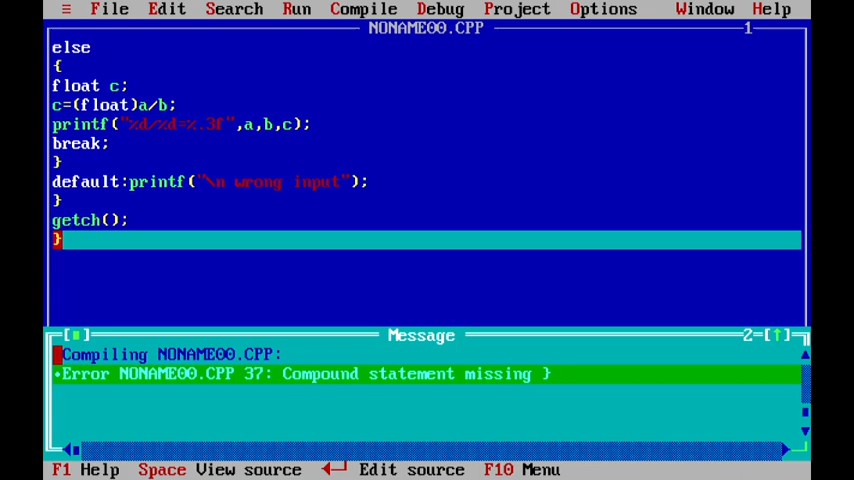 ≡ File Edit Search Run Compile Debug Project Options Window Help
NONAME00.CPP 1
else
{
float c;
c=(float)a/b;
printf("%d/%d=%.3f",a,b,c);
break;
}
default:printf("\n wrong input");
}
getch();
}
Message 2=[↑]
Compiling NONAME00.CPP:
•Error NONAME00.CPP 37: Compound statement missing }
F1 Help Space View source ◄─┘ Edit source F10 Menu